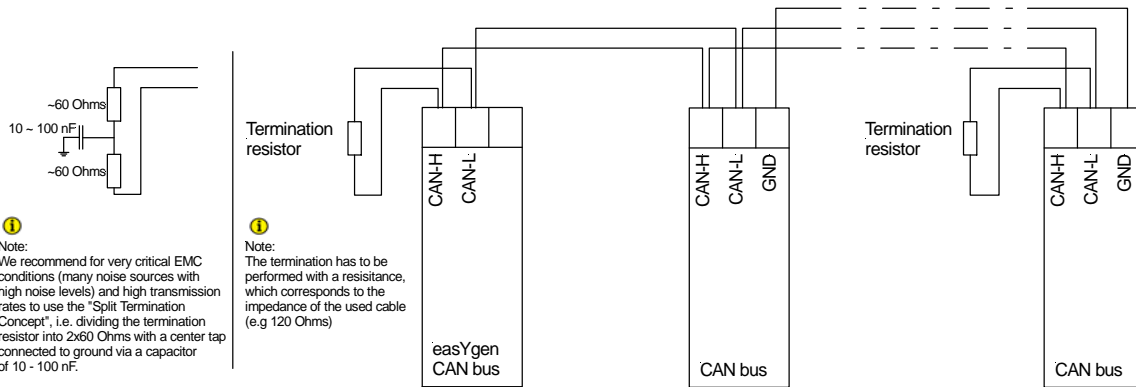 ~60 Ohms
10 ~ 100 nF
~60 Ohms
Note:
We recommend for very critical EMC
conditions (many noise sources with
high noise levels) and high transmission
rates to use the "Split Termination
Concept", i.e. dividing the termination
resistor into 2x60 Ohms with a center tap
connected to ground via a capacitor
of 10 - 100 nF.
Termination
resistor
Note:
The termination has to be
performed with a resisitance,
which corresponds to the
impedance of the used cable
(e.g 120 Ohms)
CAN-H
CAN-L
easYgen
CAN bus
CAN-H
CAN-L
GND
CAN bus
Termination
resistor
CAN-H
CAN-L
GND
CAN bus